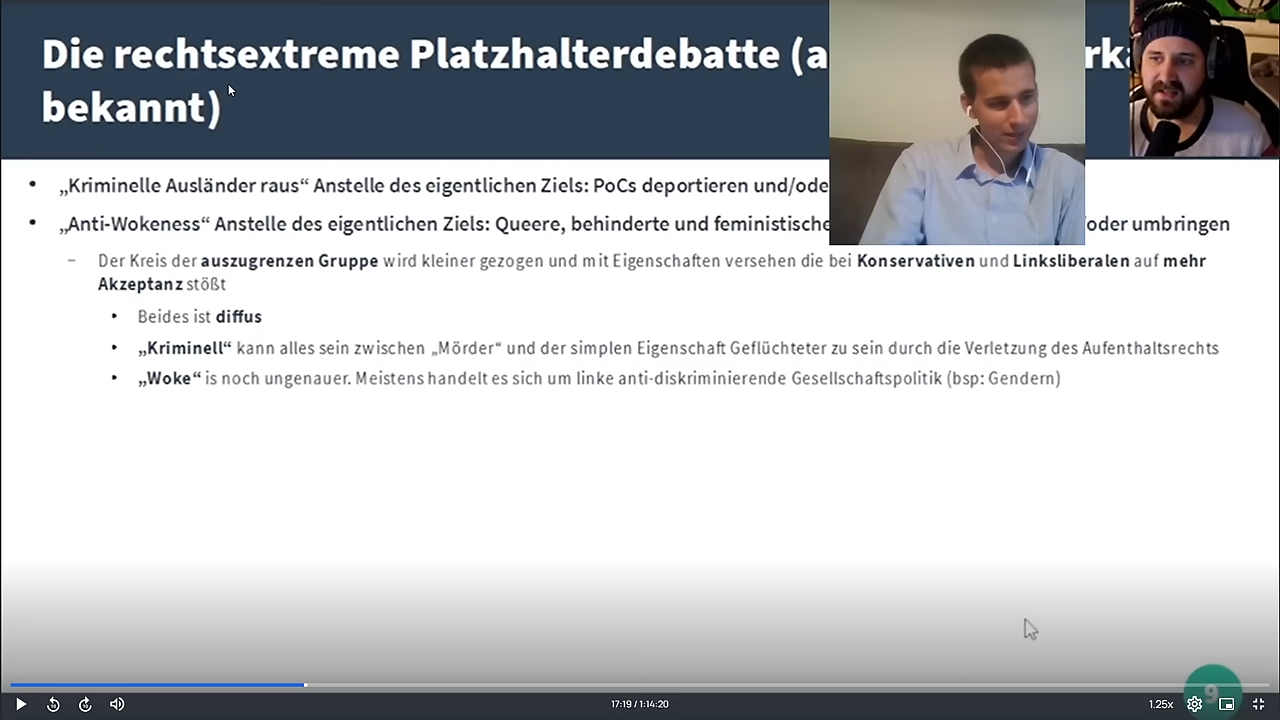 Die rechtsextreme Platzhalterdebatte (a
bekannt)
„Kriminelle Ausländer raus“ Anstelle des eigentlichen Ziels: PoCs deportieren und/ode
„Anti-Wokeness“ Anstelle des eigentlichen Ziels: Queere, behinderte und feministische oder umbringen
– Der Kreis der auszugrenzen Gruppe wird kleiner gezogen und mit Eigenschaften versehen die bei Konservativen und Linksliberalen auf mehr
Akzeptanz stößt
Beides ist diffus
„Kriminell“ kann alles sein zwischen „Mörder“ und der simplen Eigenschaft Geflüchteter zu sein durch die Verletzung des Aufenthaltsrechts
„Woke“ is noch ungenauer. Meistens handelt es sich um linke anti-diskriminierende Gesellschaftspolitik (bsp: Gendern)
9
17:19 / 1:14:20
1.25x